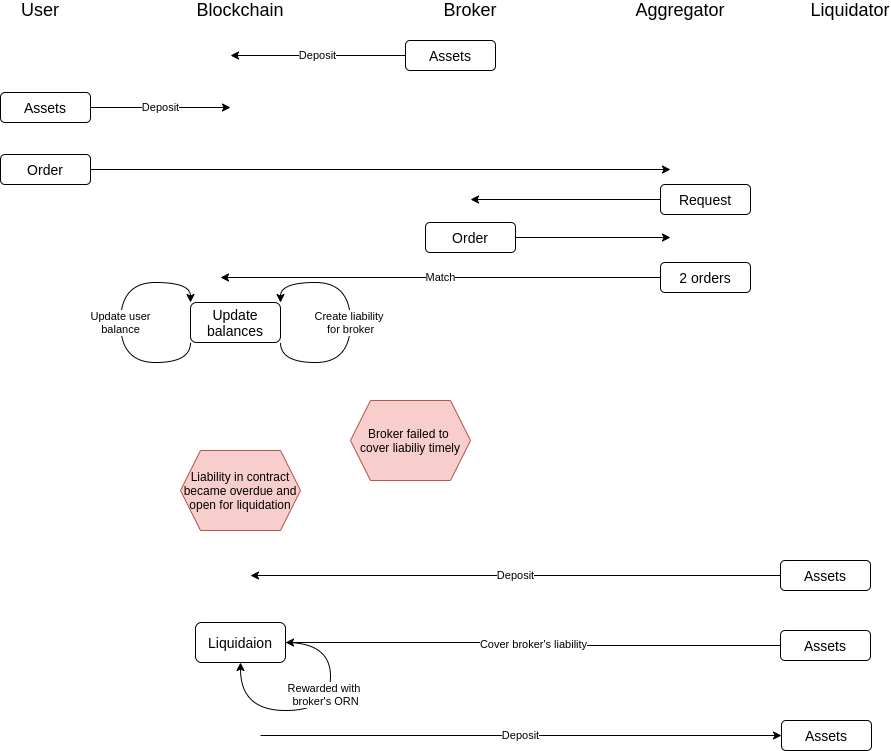 User Blockchain Broker Aggregator Liquidator
Deposit Assets
Assets Deposit
Order
Request
Order
Match 2 orders
Update user
balance
Update
balances
Create liability
for broker
Broker failed to
cover liabiliy timely
Liability in contract
became overdue and
open for liquidation
Deposit Assets
Liquidaion Cover broker's liability Assets
Rewarded with
broker's ORN
Deposit Assets